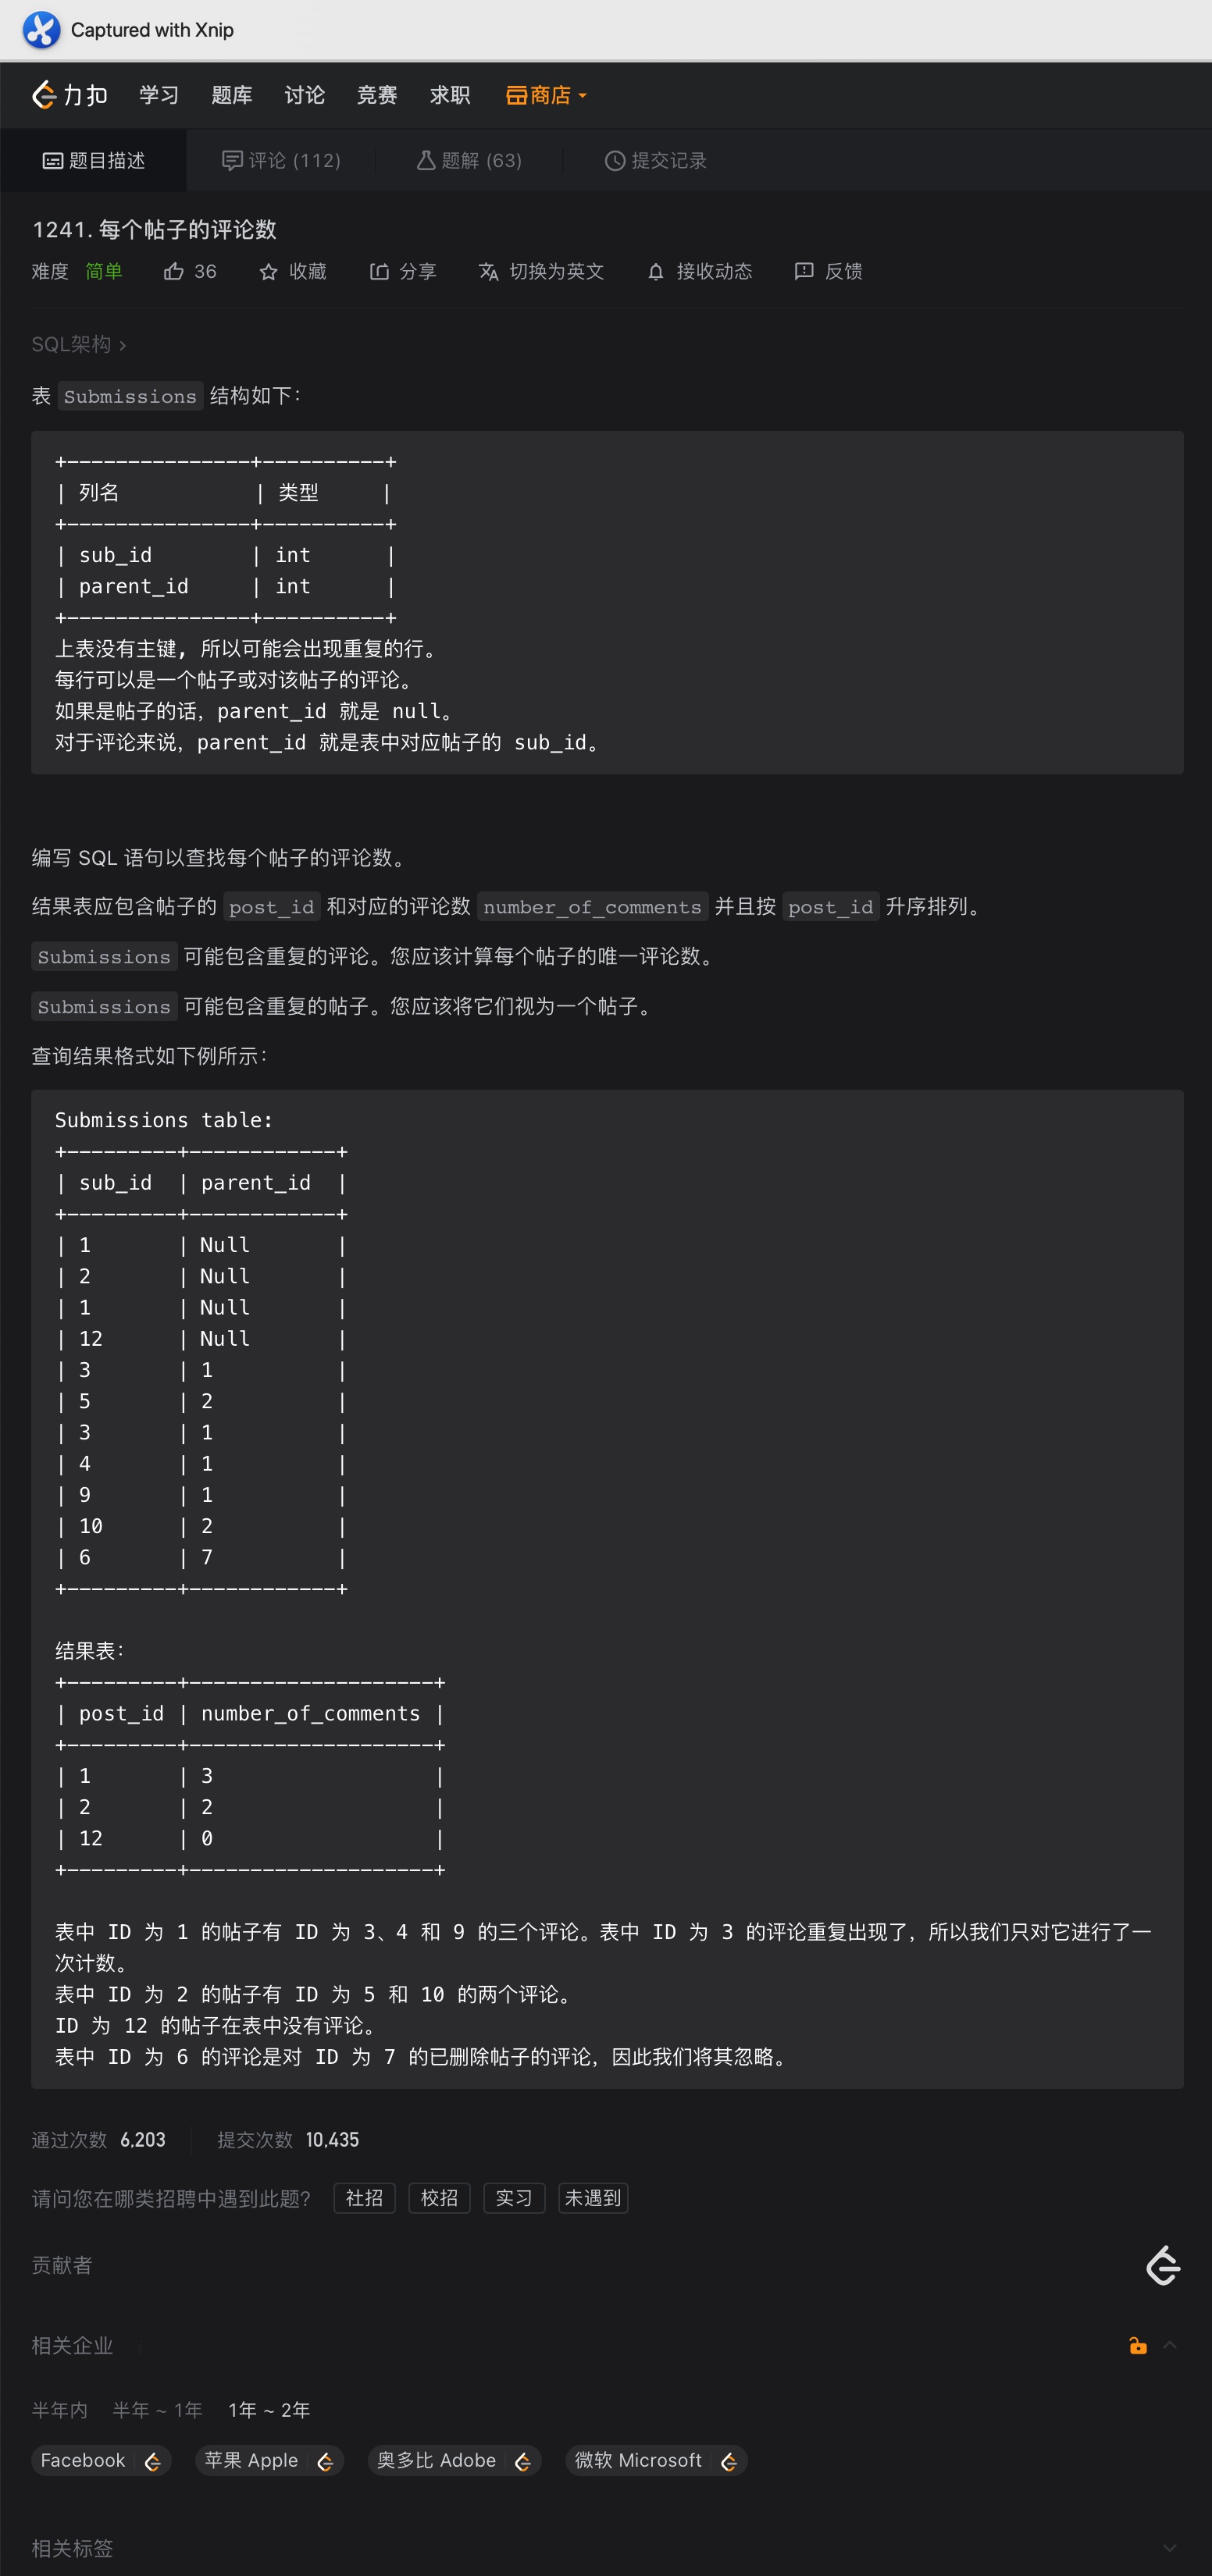 Captured with Xnip
力扣 学习 题库 讨论 竞赛 求职 商店
题目描述 评论 (112) 题解 (63) 提交记录
1241. 每个帖子的评论数
难度 简单 36 收藏 分享 切换为英文 接收动态 反馈
SQL架构 >
表 Submissions 结构如下：
+---------------+----------+
| 列名           | 类型     |
+---------------+----------+
| sub_id        | int      |
| parent_id     | int      |
+---------------+----------+
上表没有主键, 所以可能会出现重复的行。
每行可以是一个帖子或对该帖子的评论。
如果是帖子的话，parent_id 就是 null。
对于评论来说，parent_id 就是表中对应帖子的 sub_id。
编写 SQL 语句以查找每个帖子的评论数。
结果表应包含帖子的 post_id 和对应的评论数 number_of_comments 并且按 post_id 升序排列。
Submissions 可能包含重复的评论。您应该计算每个帖子的唯一评论数。
Submissions 可能包含重复的帖子。您应该将它们视为一个帖子。
查询结果格式如下例所示：
Submissions table:
+---------+------------+
| sub_id  | parent_id  |
+---------+------------+
| 1       | Null       |
| 2       | Null       |
| 1       | Null       |
| 12      | Null       |
| 3       | 1          |
| 5       | 2          |
| 3       | 1          |
| 4       | 1          |
| 9       | 1          |
| 10      | 2          |
| 6       | 7          |
+---------+------------+
结果表：
+---------+--------------------+
| post_id | number_of_comments |
+---------+--------------------+
| 1       | 3                  |
| 2       | 2                  |
| 12      | 0                  |
+---------+--------------------+
表中 ID 为 1 的帖子有 ID 为 3、4 和 9 的三个评论。表中 ID 为 3 的评论重复出现了，所以我们只对它进行了一
次计数。
表中 ID 为 2 的帖子有 ID 为 5 和 10 的两个评论。
ID 为 12 的帖子在表中没有评论。
表中 ID 为 6 的评论是对 ID 为 7 的已删除帖子的评论，因此我们将其忽略。
通过次数 6,203 提交次数 10,435
请问您在哪类招聘中遇到此题？ 社招 校招 实习 未遇到
贡献者
相关企业
半年内 半年 ~ 1年 1年 ~ 2年
Facebook 苹果 Apple 奥多比 Adobe 微软 Microsoft
相关标签